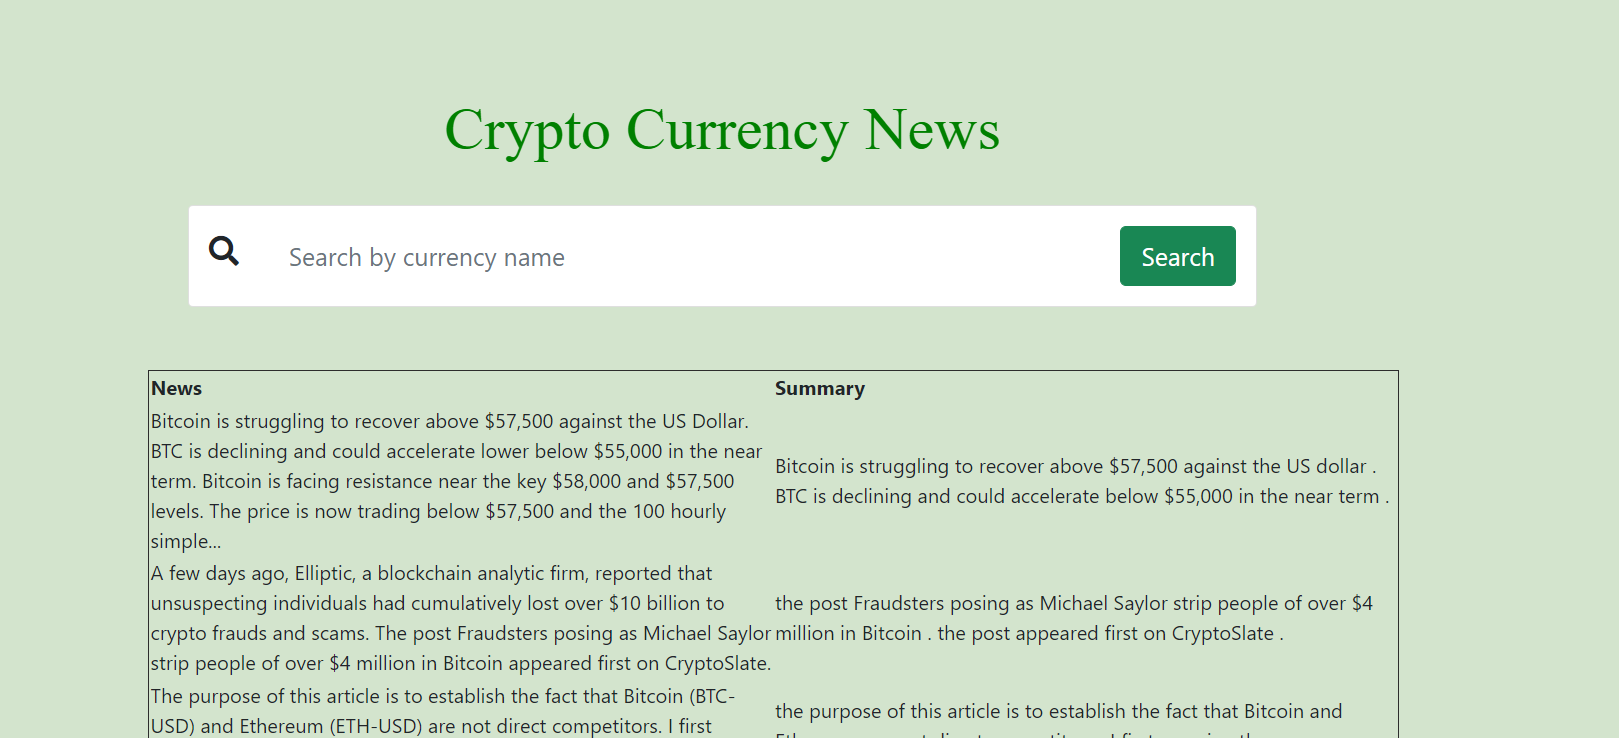 Crypto Currency News
Search by currency name
Search
News
Summary
Bitcoin is struggling to recover above $57,500 against the US Dollar.
BTC is declining and could accelerate lower below $55,000 in the near
term. Bitcoin is facing resistance near the key $58,000 and $57,500
levels. The price is now trading below $57,500 and the 100 hourly
simple...
Bitcoin is struggling to recover above $57,500 against the US dollar .
BTC is declining and could accelerate below $55,000 in the near term .
A few days ago, Elliptic, a blockchain analytic firm, reported that
unsuspecting individuals had cumulatively lost over $10 billion to
crypto frauds and scams. The post Fraudsters posing as Michael Saylor
strip people of over $4 million in Bitcoin appeared first on CryptoSlate.
the post Fraudsters posing as Michael Saylor strip people of over $4
million in Bitcoin . the post appeared first on CryptoSlate .
The purpose of this article is to establish the fact that Bitcoin (BTC-
USD) and Ethereum (ETH-USD) are not direct competitors. I first
the purpose of this article is to establish the fact that Bitcoin and